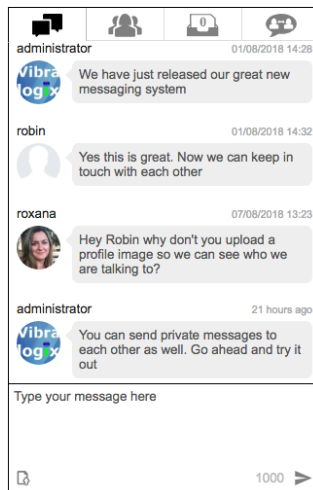 0
administrator 01/08/2018 14:28
Vibra
logix
We have just released our great new
messaging system
robin 01/08/2018 14:32
Yes this is great. Now we can keep in
touch with each other
roxana 07/08/2018 13:23
Hey Robin why don't you upload a
profile image so we can see who we
are talking to?
administrator 21 hours ago
Vibra
logix
You can send private messages to
each other as well. Go ahead and try it
out
Type your message here
1000